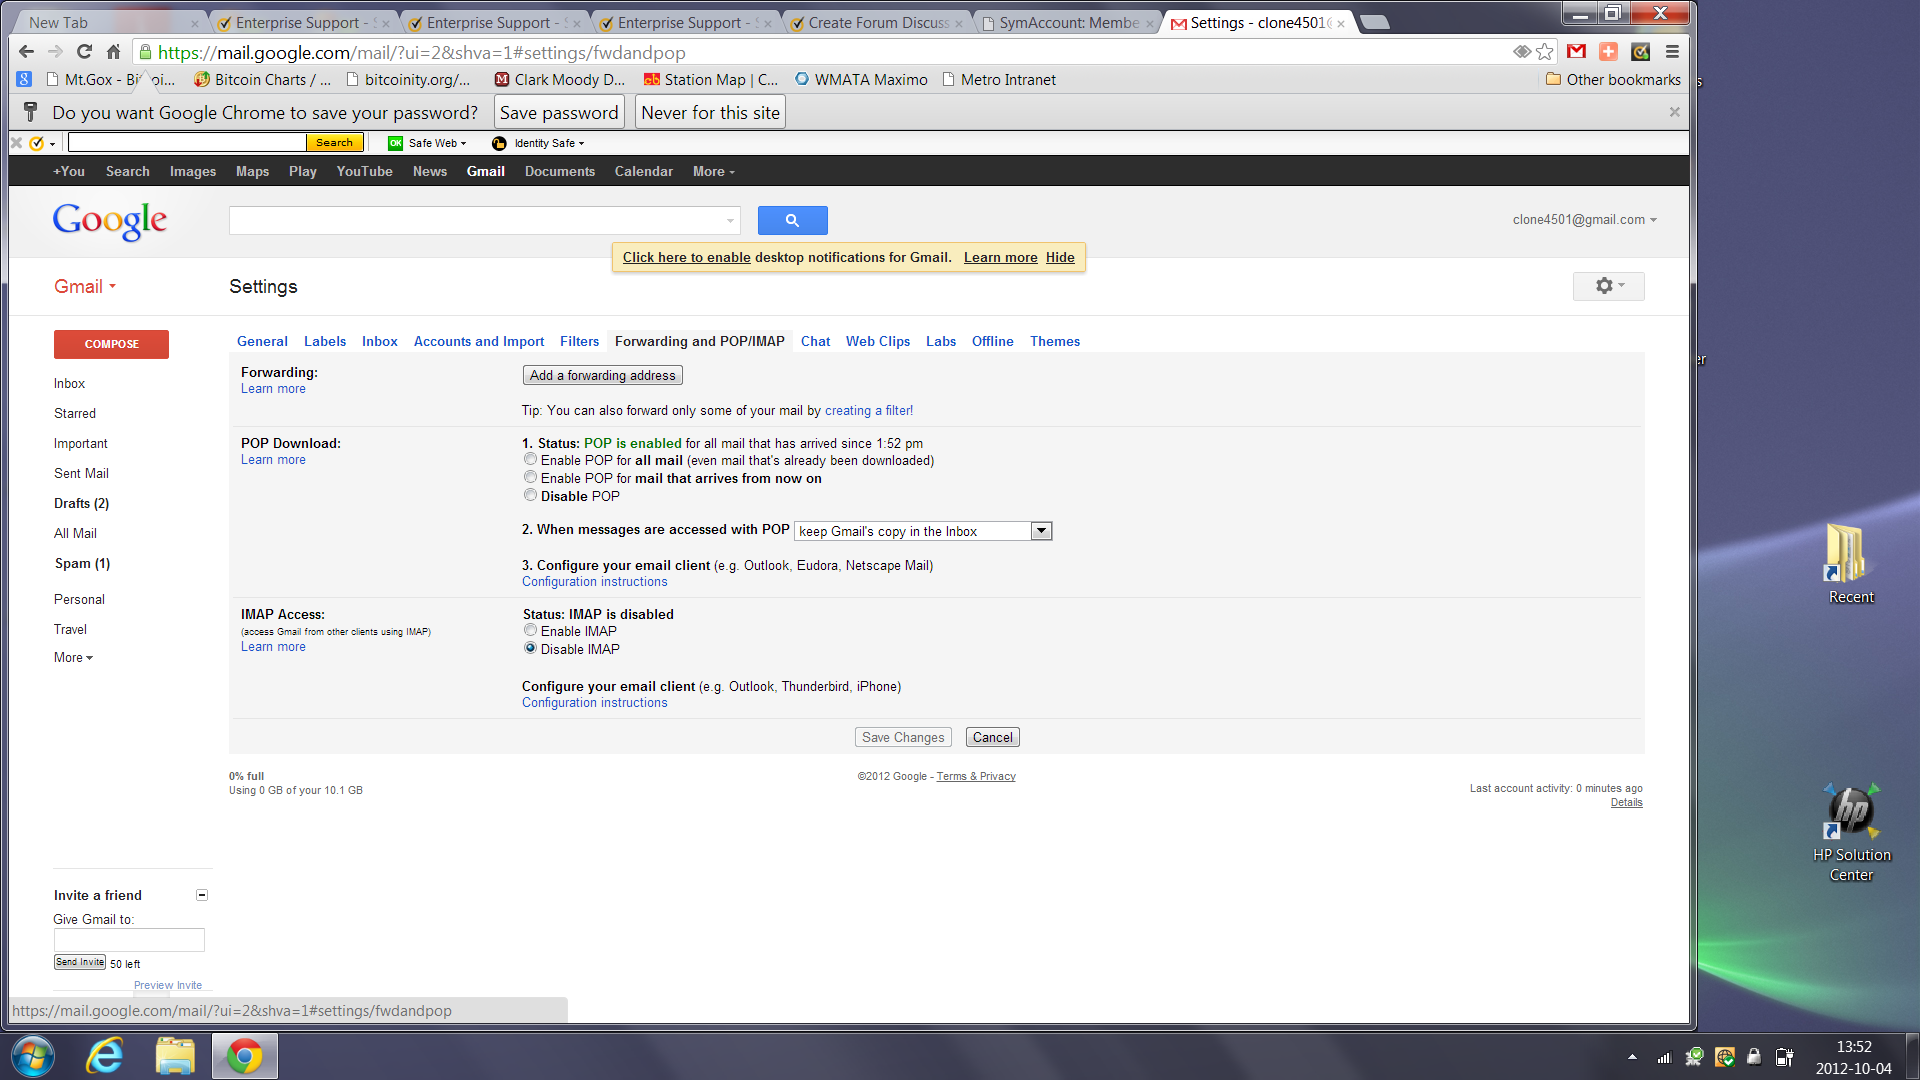 New Tab
Enterprise Support - S
Enterprise Support - S
Enterprise Support - S
Create Forum Discuss
SymAccount: Membe
Settings - clone4501@
https://mail.google.com/mail/?ui=2&shva=1#settings/fwdandpop
Mt.Gox - Bitcoi...
Bitcoin Charts / ...
bitcoinity.org/...
Clark Moody D...
Station Map | C...
WMATA Maximo
Metro Intranet
Other bookmarks
Do you want Google Chrome to save your password?
Save password
Never for this site
Search
OK Safe Web
Identity Safe
+You Search Images Maps Play YouTube News Gmail Documents Calendar More
Google
clone4501@gmail.com
Click here to enable desktop notifications for Gmail. Learn more Hide
Gmail
Settings
COMPOSE
Inbox
Starred
Important
Sent Mail
Drafts (2)
All Mail
Spam (1)
Personal
Travel
More
General Labels Inbox Accounts and Import Filters Forwarding and POP/IMAP Chat Web Clips Labs Offline Themes
Forwarding:
Learn more
Add a forwarding address
Tip: You can also forward only some of your mail by creating a filter!
POP Download:
Learn more
1. Status: POP is enabled for all mail that has arrived since 1:52 pm
Enable POP for all mail (even mail that's already been downloaded)
Enable POP for mail that arrives from now on
Disable POP
2. When messages are accessed with POP keep Gmail's copy in the Inbox
3. Configure your email client (e.g. Outlook, Eudora, Netscape Mail)
Configuration instructions
IMAP Access:
(access Gmail from other clients using IMAP)
Learn more
Status: IMAP is disabled
Enable IMAP
Disable IMAP
Configure your email client (e.g. Outlook, Thunderbird, iPhone)
Configuration instructions
Save Changes
Cancel
0% full
Using 0 GB of your 10.1 GB
©2012 Google - Terms & Privacy
Last account activity: 0 minutes ago
Details
Invite a friend
Give Gmail to:
Send Invite 50 left
Preview Invite
https://mail.google.com/mail/?ui=2&shva=1#settings/fwdandpop
Recent
hp
HP Solution
Center
13:52
2012-10-04